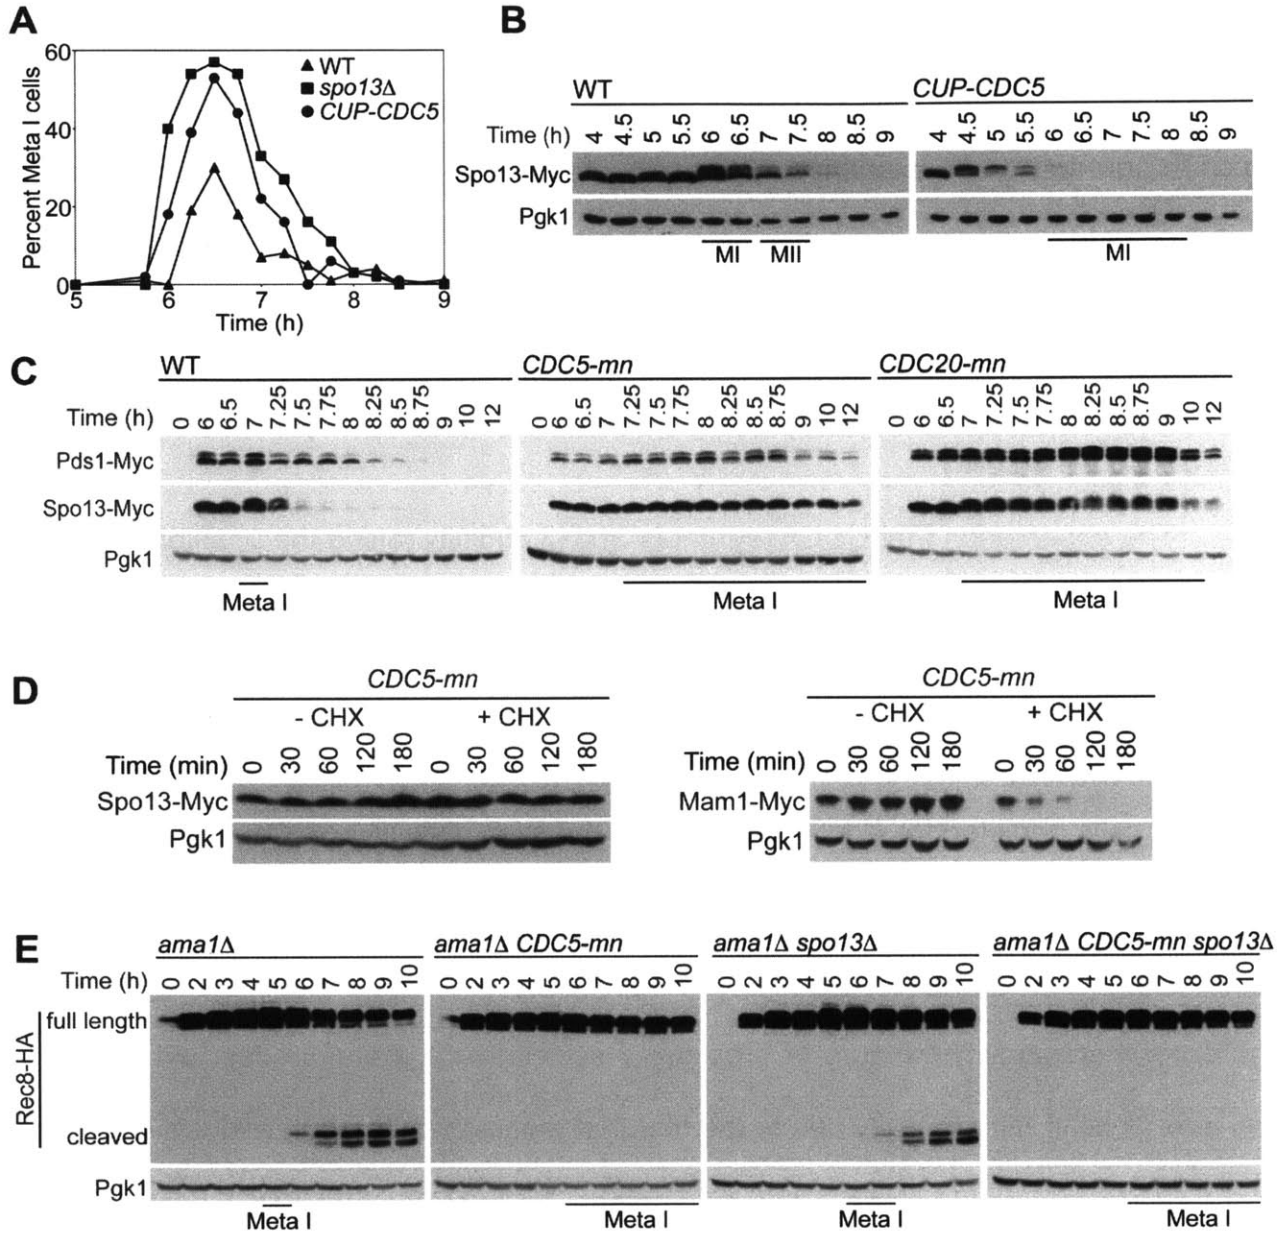 A
Percent Meta I cells
60
40
20
0
5 6 7 8 9
Time (h)
WT
spo13Δ
CUP-CDC5
B
WT CUP-CDC5
Time (h) 4 4.5 5 5.5 6 6.5 7 7.5 8 8.5 9 4 4.5 5 5.5 6 6.5 7 7.5 8 8.5 9
Spo13-Myc
Pgk1
MI MII MI
C
WT CDC5-mn CDC20-mn
Time (h) 0 6 6.5 7 7.25 7.5 7.75 8 8.25 8.5 8.75 9 10 12 0 6 6.5 7 7.25 7.5 7.75 8 8.25 8.5 8.75 9 10 12 0 6 6.5 7 7.25 7.5 7.75 8 8.25 8.5 8.75 9 10 12
Pds1-Myc
Spo13-Myc
Pgk1
Meta I Meta I Meta I
D
CDC5-mn CDC5-mn
- CHX + CHX - CHX + CHX
Time (min) 0 30 60 120 180 0 30 60 120 180 Time (min) 0 30 60 120 180 0 30 60 120 180
Spo13-Myc Mam1-Myc
Pgk1 Pgk1
E
ama1Δ ama1Δ CDC5-mn ama1Δ spo13Δ ama1Δ CDC5-mn spo13Δ
Time (h) 0 2 3 4 5 6 7 8 9 10 0 2 3 4 5 6 7 8 9 10 0 2 3 4 5 6 7 8 9 10 0 2 3 4 5 6 7 8 9 10
Rec8-HA
full length
cleaved
Pgk1
Meta I Meta I Meta I Meta I